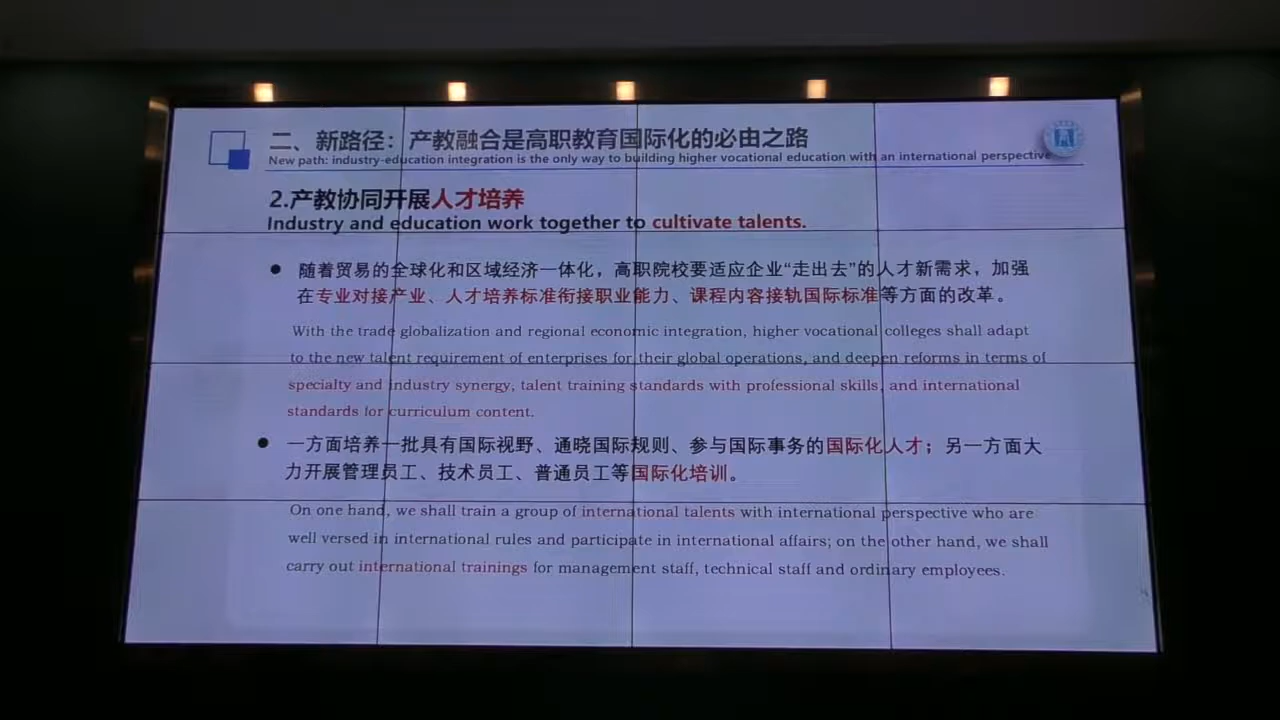 二、新路径：产教融合是高职教育国际化的必由之路
New path: industry-education integration is the only way to building higher vocational education with an international perspective
2.产教协同开展人才培养
Industry and education work together to cultivate talents.
● 随着贸易的全球化和区域经济一体化，高职院校要适应企业“走出去”的人才新需求，加强
在专业对接产业、人才培养标准衔接职业能力、课程内容接轨国际标准等方面的改革。
With the trade globalization and regional economic integration, higher vocational colleges shall adapt
to the new talent requirement of enterprises for their global operations, and deepen reforms in terms of
specialty and industry synergy, talent training standards with professional skills, and international
standards for curriculum content.
● 一方面培养一批具有国际视野、通晓国际规则、参与国际事务的国际化人才；另一方面大
力开展管理员工、技术员工、普通员工等国际化培训。
On one hand, we shall train a group of international talents with international perspective who are
well versed in international rules and participate in international affairs; on the other hand, we shall
carry out international trainings for management staff, technical staff and ordinary employees.